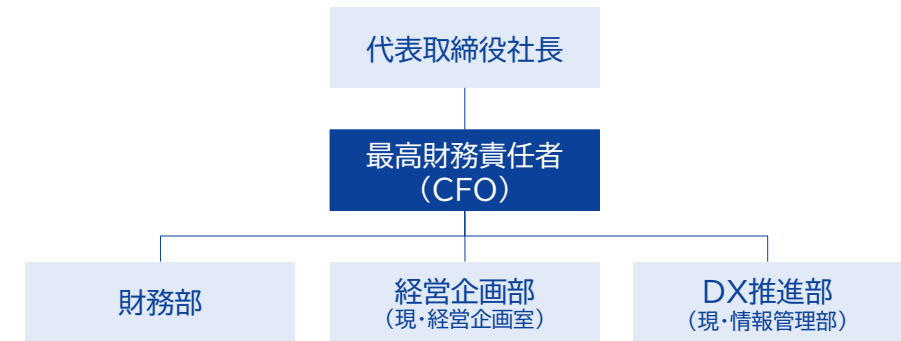 代表取締役社長
最高財務責任者
（CFO）
財務部
経営企画部
（現・経営企画室）
DX推進部
（現・情報管理部）